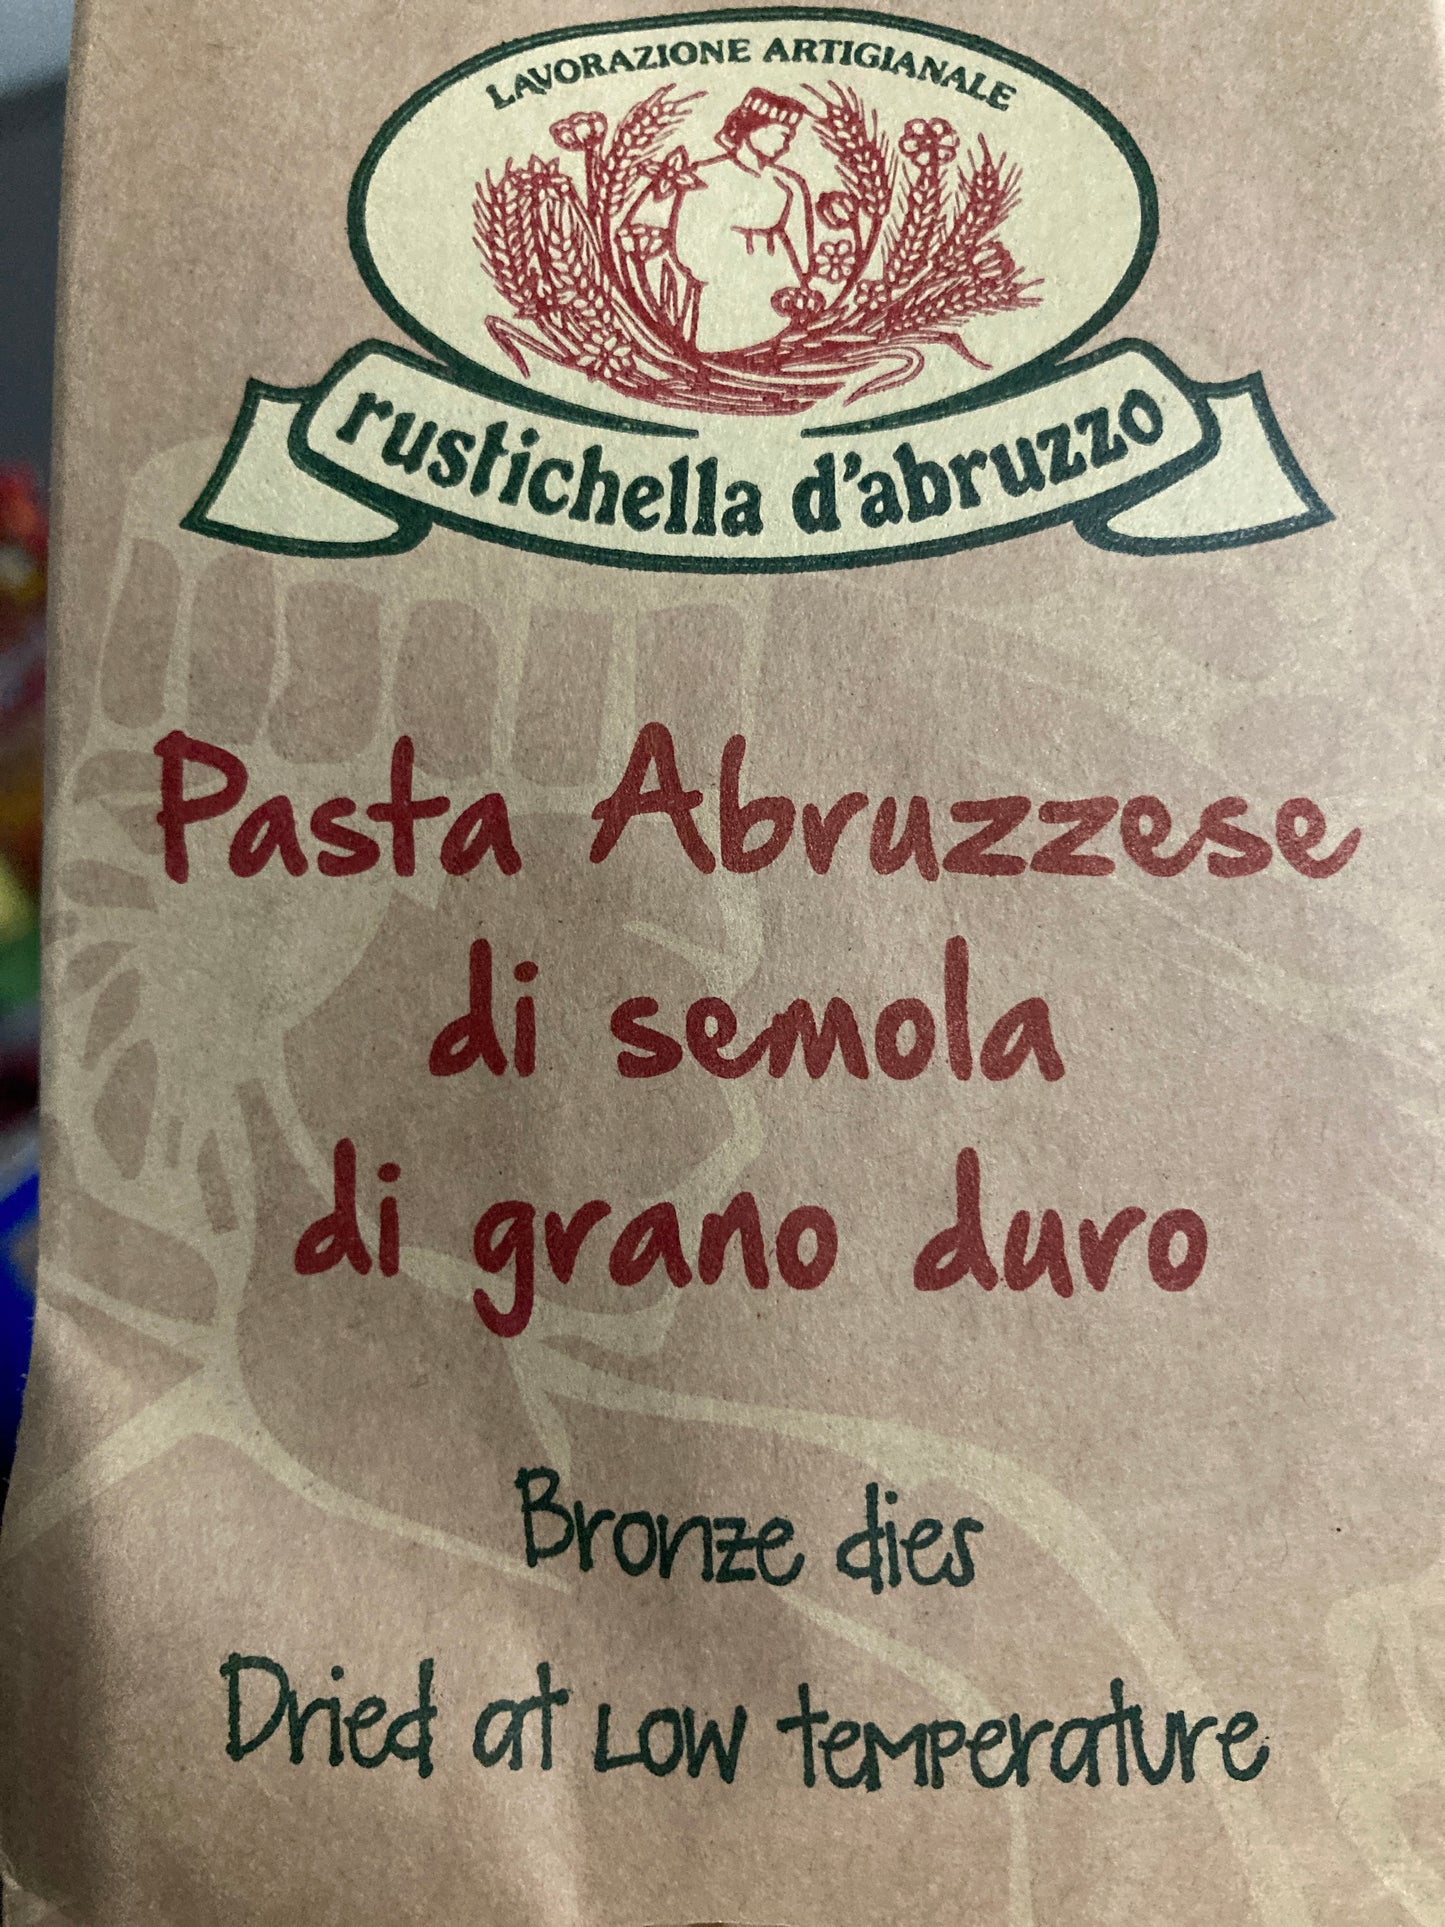 LAVORAZIONE ARTIGIANALE
rustichella d'abruzzo
Pasta Abruzzese
di semola
di grano duro
Bronze dies
Dried at Low temperature